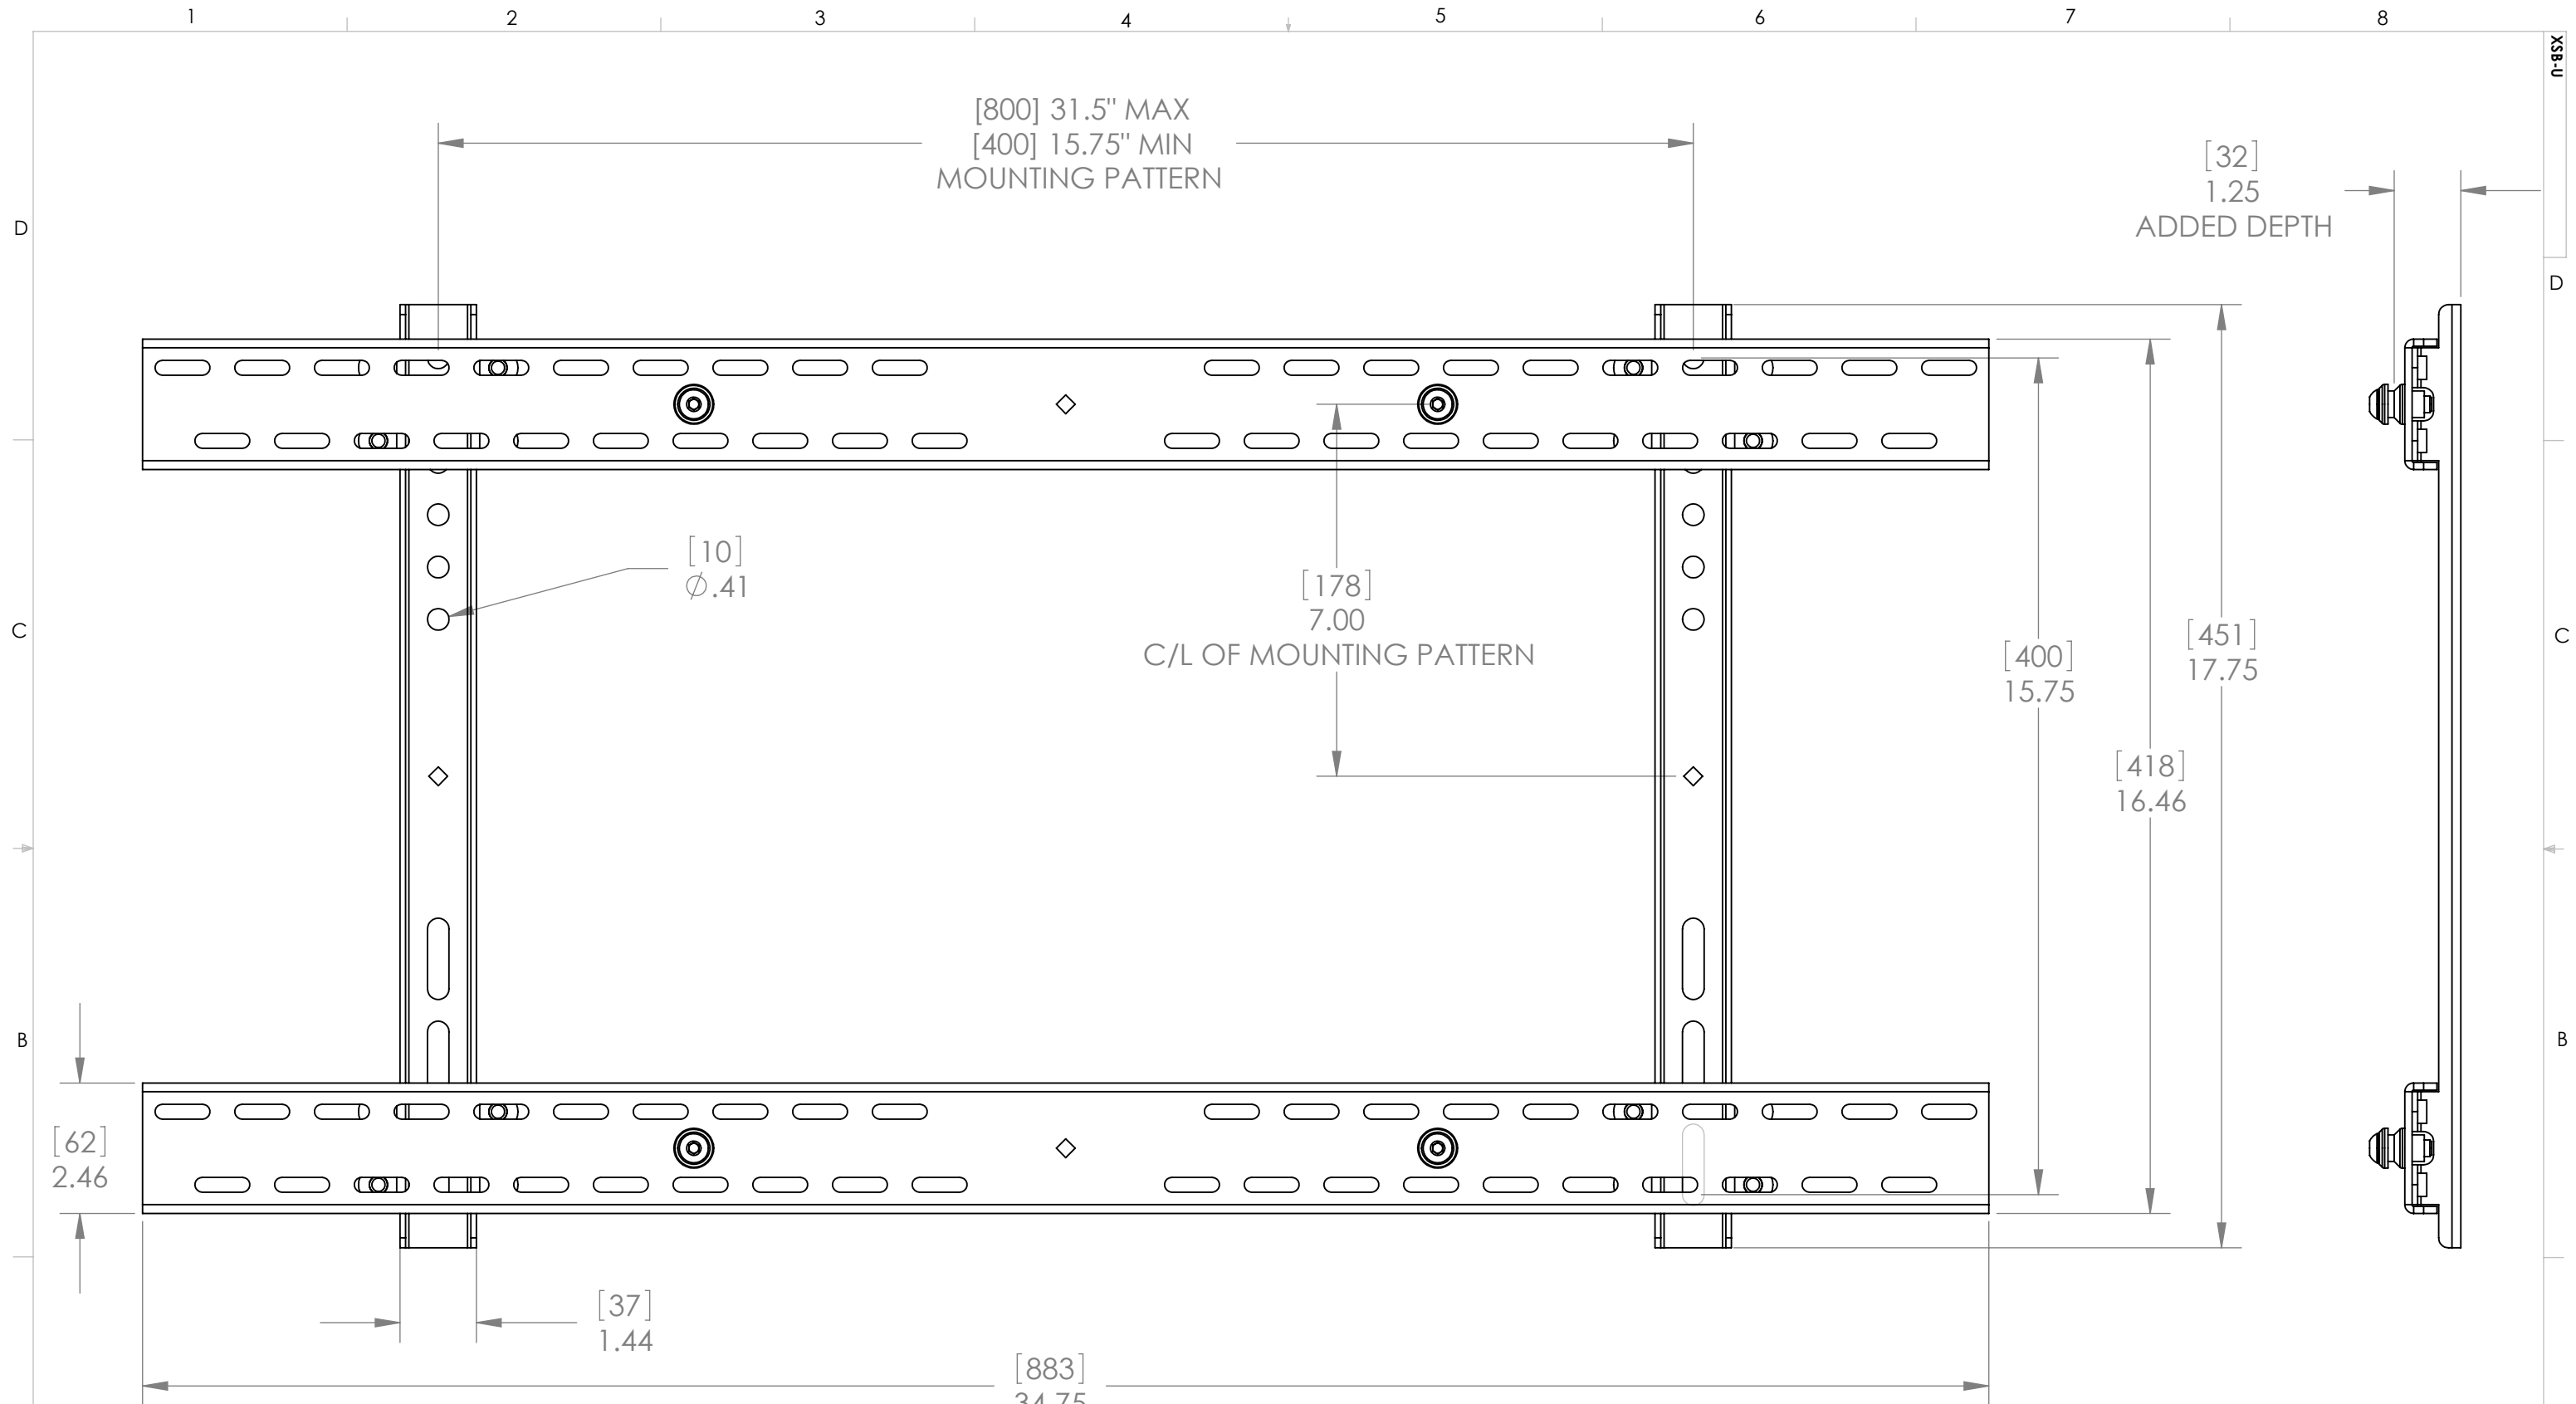 1 2 3 4 5 6 7 8
XSB-U
[800] 31.5" MAX
[400] 15.75" MIN
MOUNTING PATTERN
[32]
1.25
ADDED DEPTH
D
D
[10]
Ø.41
[178]
7.00
C/L OF MOUNTING PATTERN
C
C
[451]
17.75
[400]
15.75
[418]
16.46
B
B
[62]
2.46
[37]
1.44
[883]
34.75